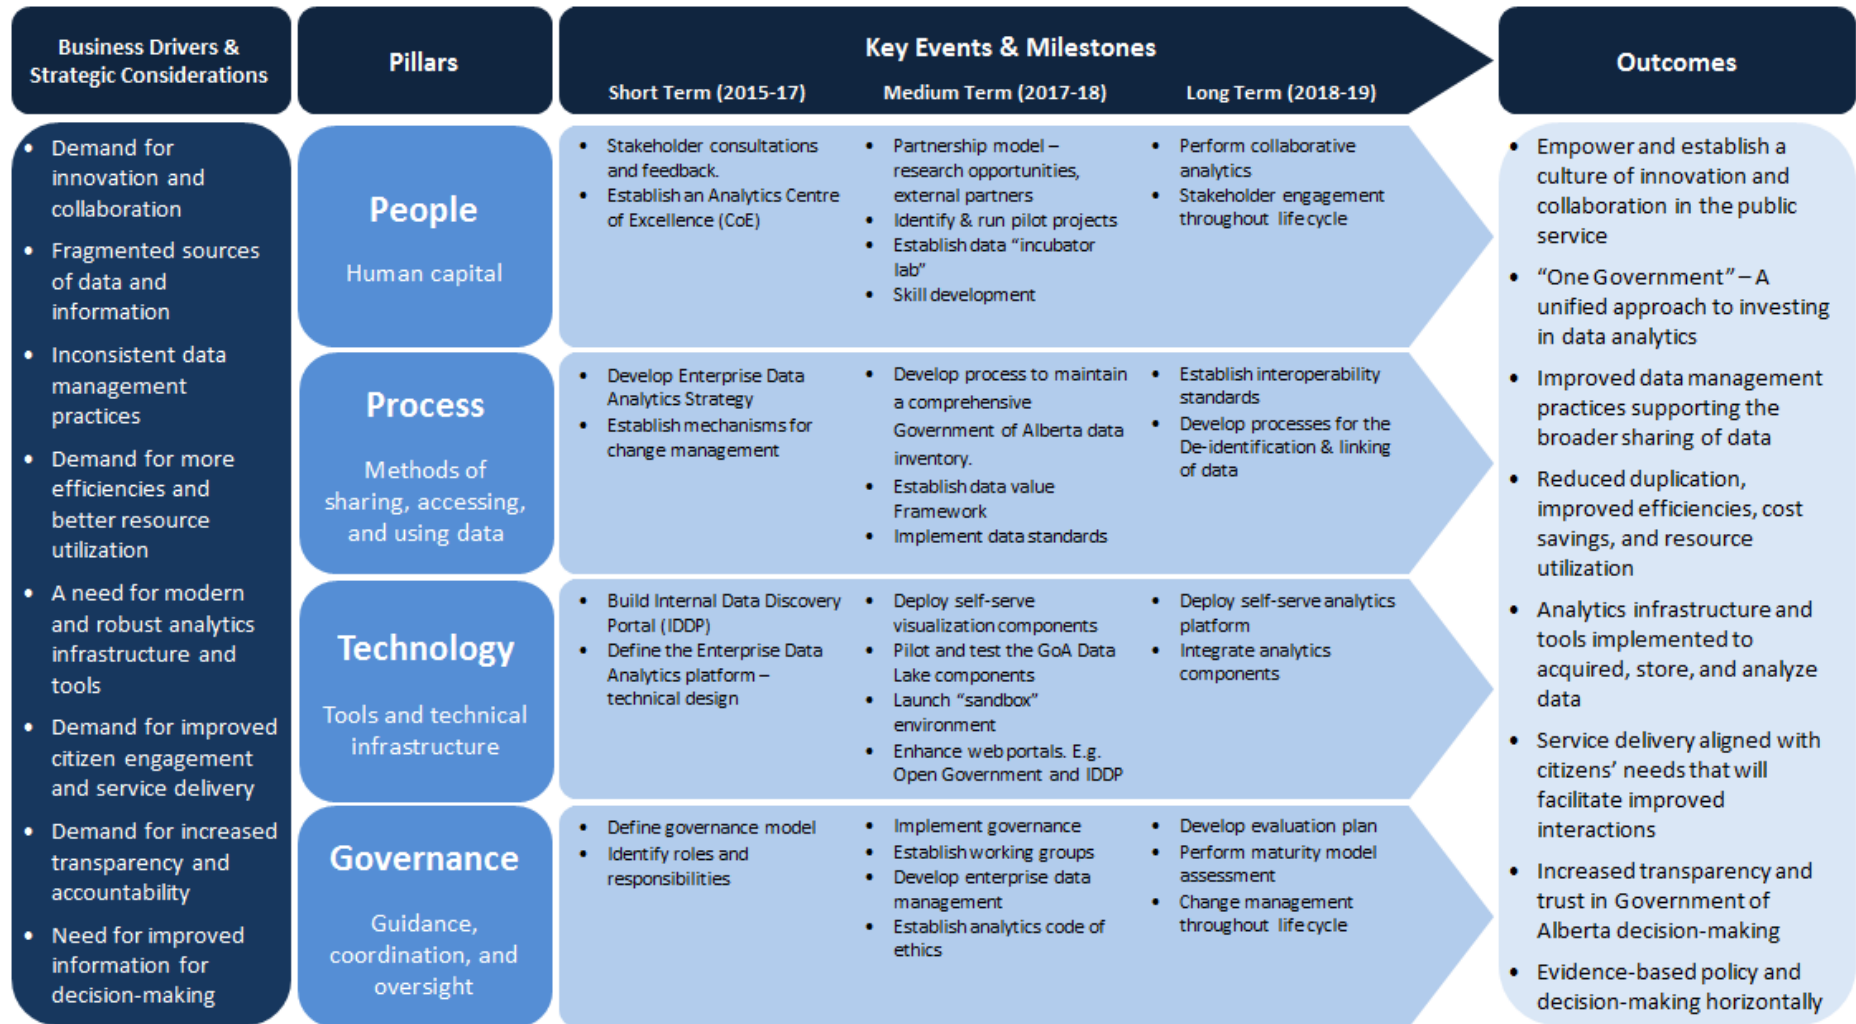 Business Drivers &
Strategic Considerations
Pillars
Key Events & Milestones
Short Term (2015-17)
Medium Term (2017-18)
Long Term (2018-19)
Outcomes
• Demand for
innovation and
collaboration
• Fragmented sources
of data and
information
• Inconsistent data
management
practices
• Demand for more
efficiencies and
better resource
utilization
• A need for modern
and robust analytics
infrastructure and
tools
• Demand for improved
citizen engagement
and service delivery
• Demand for increased
transparency and
accountability
• Need for improved
information for
decision-making
People
Human capital
• Stakeholder consultations
and feedback.
• Establish an Analytics Centre
of Excellence (CoE)
• Partnership model –
research opportunities,
external partners
• Identify & run pilot projects
• Establish data “incubator
lab”
• Skill development
• Perform collaborative
analytics
• Stakeholder engagement
throughout lifecycle
Process
Methods of
sharing, accessing,
and using data
• Develop Enterprise Data
Analytics Strategy
• Establish mechanisms for
change management
• Develop process to maintain
a comprehensive
Government of Alberta data
inventory.
• Establish data value
Framework
• Implement data standards
• Establish interoperability
standards
• Develop processes for the
De-identification & linking
of data
Technology
Tools and technical
infrastructure
• Build Internal Data Discovery
Portal (IDDP)
• Define the Enterprise Data
Analytics platform –
technical design
• Deploy self-serve
visualization components
• Pilot and test the GoA Data
Lake components
• Launch “sandbox”
environment
• Enhance web portals. E.g.
Open Government and IDDP
• Deploy self-serve analytics
platform
• Integrate analytics
components
Governance
Guidance,
coordination, and
oversight
• Define governance model
• Identify roles and
responsibilities
• Implement governance
• Establish working groups
• Develop enterprise data
management
• Establish analytics code of
ethics
• Develop evaluation plan
• Perform maturity model
assessment
• Change management
throughout lifecycle
• Empower and establish a
culture of innovation and
collaboration in the public
service
• “One Government” – A
unified approach to investing
in data analytics
• Improved data management
practices supporting the
broader sharing of data
• Reduced duplication,
improved efficiencies, cost
savings, and resource
utilization
• Analytics infrastructure and
tools implemented to
acquired, store, and analyze
data
• Service delivery aligned with
citizens’ needs that will
facilitate improved
interactions
• Increased transparency and
trust in Government of
Alberta decision-making
• Evidence-based policy and
decision-making horizontally